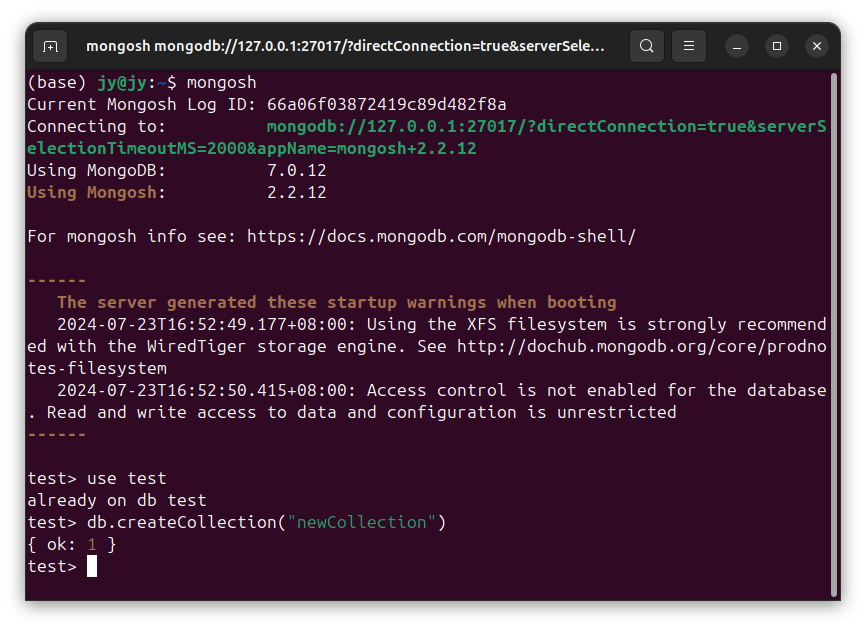 mongosh mongodb://127.0.0.1:27017/?directConnection=true&serverSele...
(base) jy@jy:~$ mongosh
Current Mongosh Log ID: 66a06f03872419c89d482f8a
Connecting to:          mongodb://127.0.0.1:27017/?directConnection=true&serverS
electionTimeoutMS=2000&appName=mongosh+2.2.12
Using MongoDB:          7.0.12
Using Mongosh:          2.2.12
For mongosh info see: https://docs.mongodb.com/mongodb-shell/
------
   The server generated these startup warnings when booting
   2024-07-23T16:52:49.177+08:00: Using the XFS filesystem is strongly recommend
ed with the WiredTiger storage engine. See http://dochub.mongodb.org/core/prodno
tes-filesystem
   2024-07-23T16:52:50.415+08:00: Access control is not enabled for the database
. Read and write access to data and configuration is unrestricted
------
test> use test
already on db test
test> db.createCollection("newCollection")
{ ok: 1 }
test>